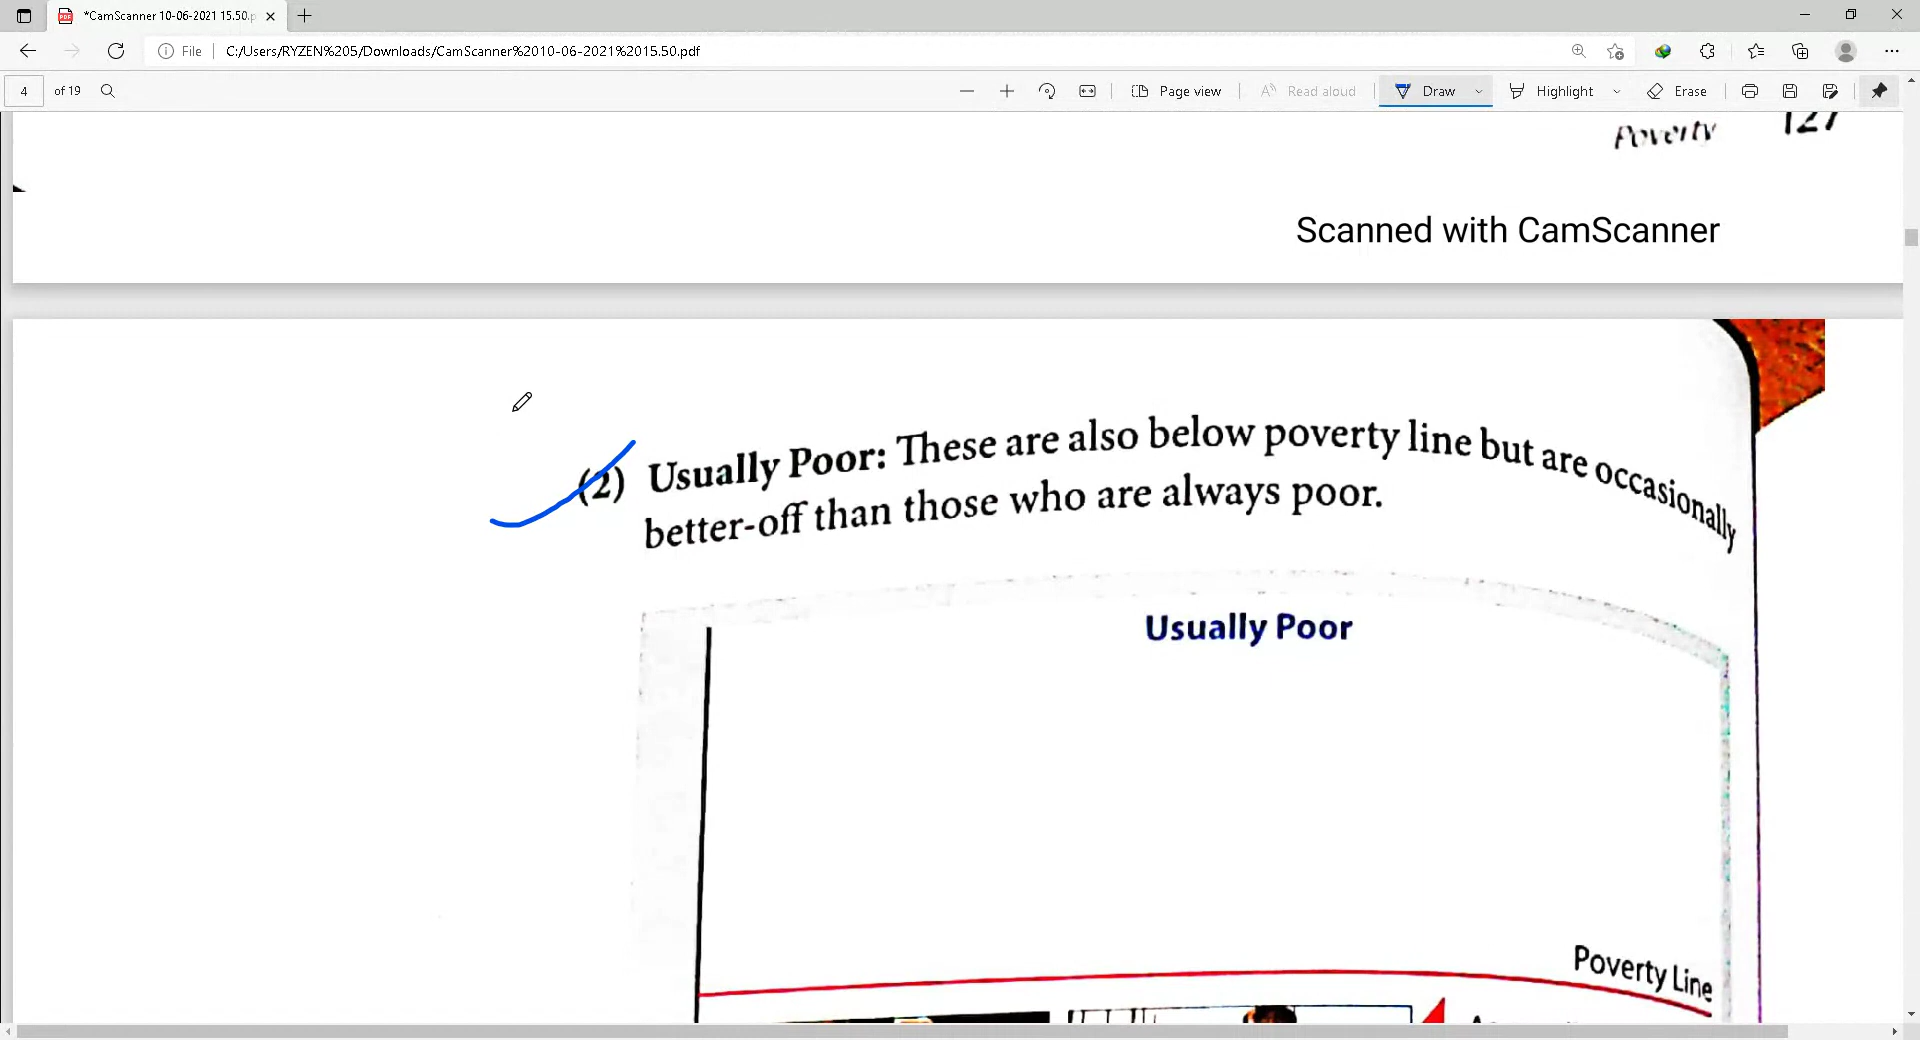 *CamScanner 10-06-2021 15.50.p
File C:/Users/RYZEN%205/Downloads/CamScanner%2010-06-2021%2015.50.pdf
4 of 19 Page view Read aloud Draw Highlight Erase
Poverty 127
Scanned with CamScanner
(2) Usually Poor: These are also below poverty line but are occasionally
better-off than those who are always poor.
Usually Poor
Poverty Line